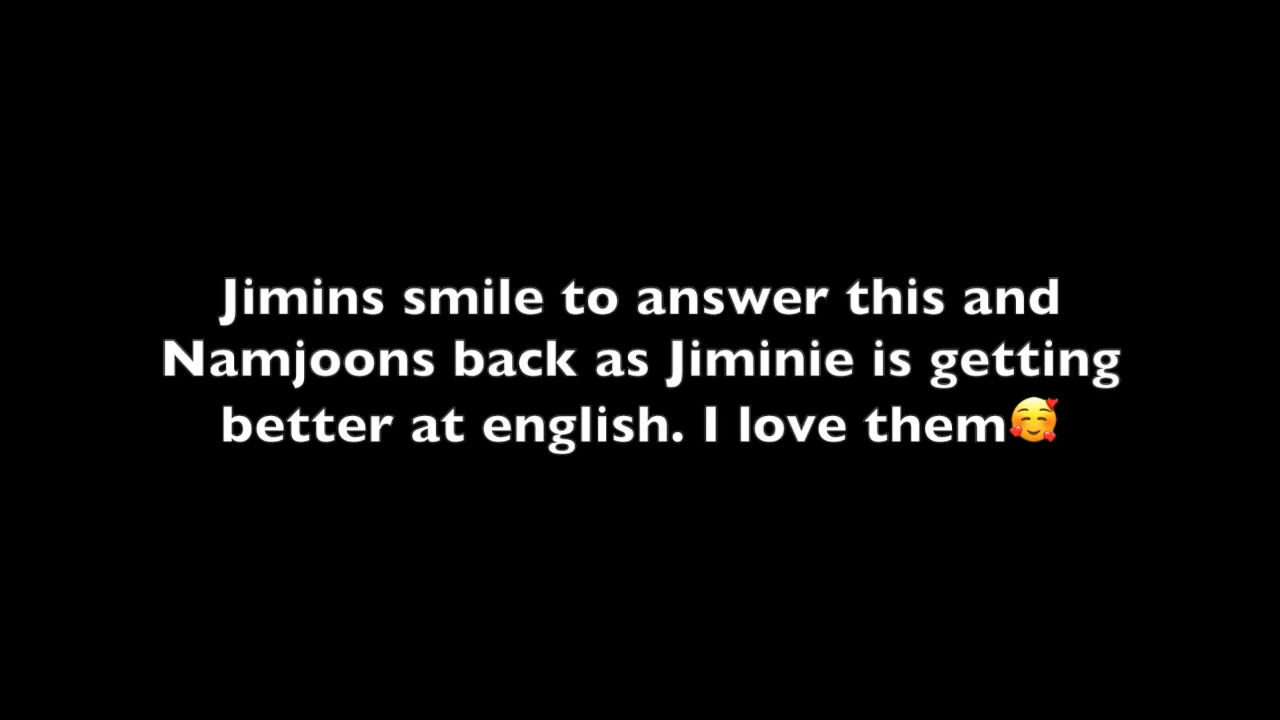 Jimins smile to answer this and
Namjoons back as Jiminie is getting
better at english. I love them🥰